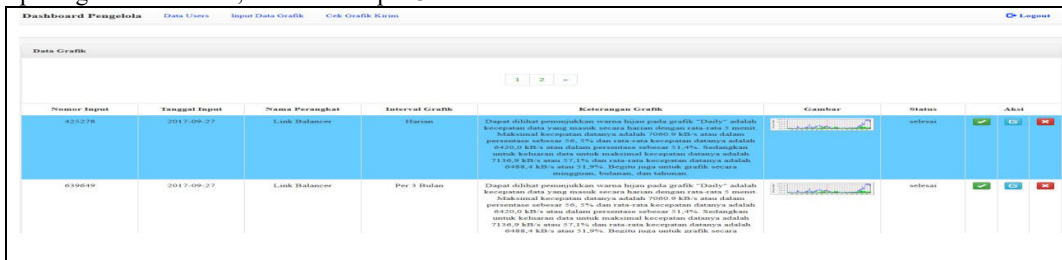 Dashboard Pengelola Data Users Input Data Grafik Cek Grafik Kirim Logout
Data Grafik
1 2 »
Nomor Input Tanggal Input Nama Perangkat Interval Grafik Keterangan Grafik Gambar Status Aksi
425278 2017-09-27 Link Balancer Harian Dapat dilihat penunjukkan warna hijau pada grafik "Daily" adalah selesai
kecepatan data yang masuk secara harian dengan rata-rata 5 menit.
Maksimal kecepatan datanya adalah 7060.9 kB/s atau dalam
persentase sebesar 56, 5% dan rata-rata kecepatan datanya adalah
6420,0 kB/s atau dalam persentase sebesar 51,4%. Sedangkan
untuk keluaran data untuk maksimal kecepatan datanya adalah
7136,9 kB/s atau 57,1% dan rata-rata kecepatan datanya adalah
6488,4 kB/s atau 51,9%. Begitu juga untuk grafik secara
mingguan, bulanan, dan tahunan.
639649 2017-09-27 Link Balancer Per 3 Bulan Dapat dilihat penunjukkan warna hijau pada grafik "Daily" adalah selesai
kecepatan data yang masuk secara harian dengan rata-rata 5 menit.
Maksimal kecepatan datanya adalah 7060.9 kB/s atau dalam
persentase sebesar 56, 5% dan rata-rata kecepatan datanya adalah
6420,0 kB/s atau dalam persentase sebesar 51,4%. Sedangkan
untuk keluaran data untuk maksimal kecepatan datanya adalah
7136,9 kB/s atau 57,1% dan rata-rata kecepatan datanya adalah
6488,4 kB/s atau 51,9%. Begitu juga untuk grafik secara